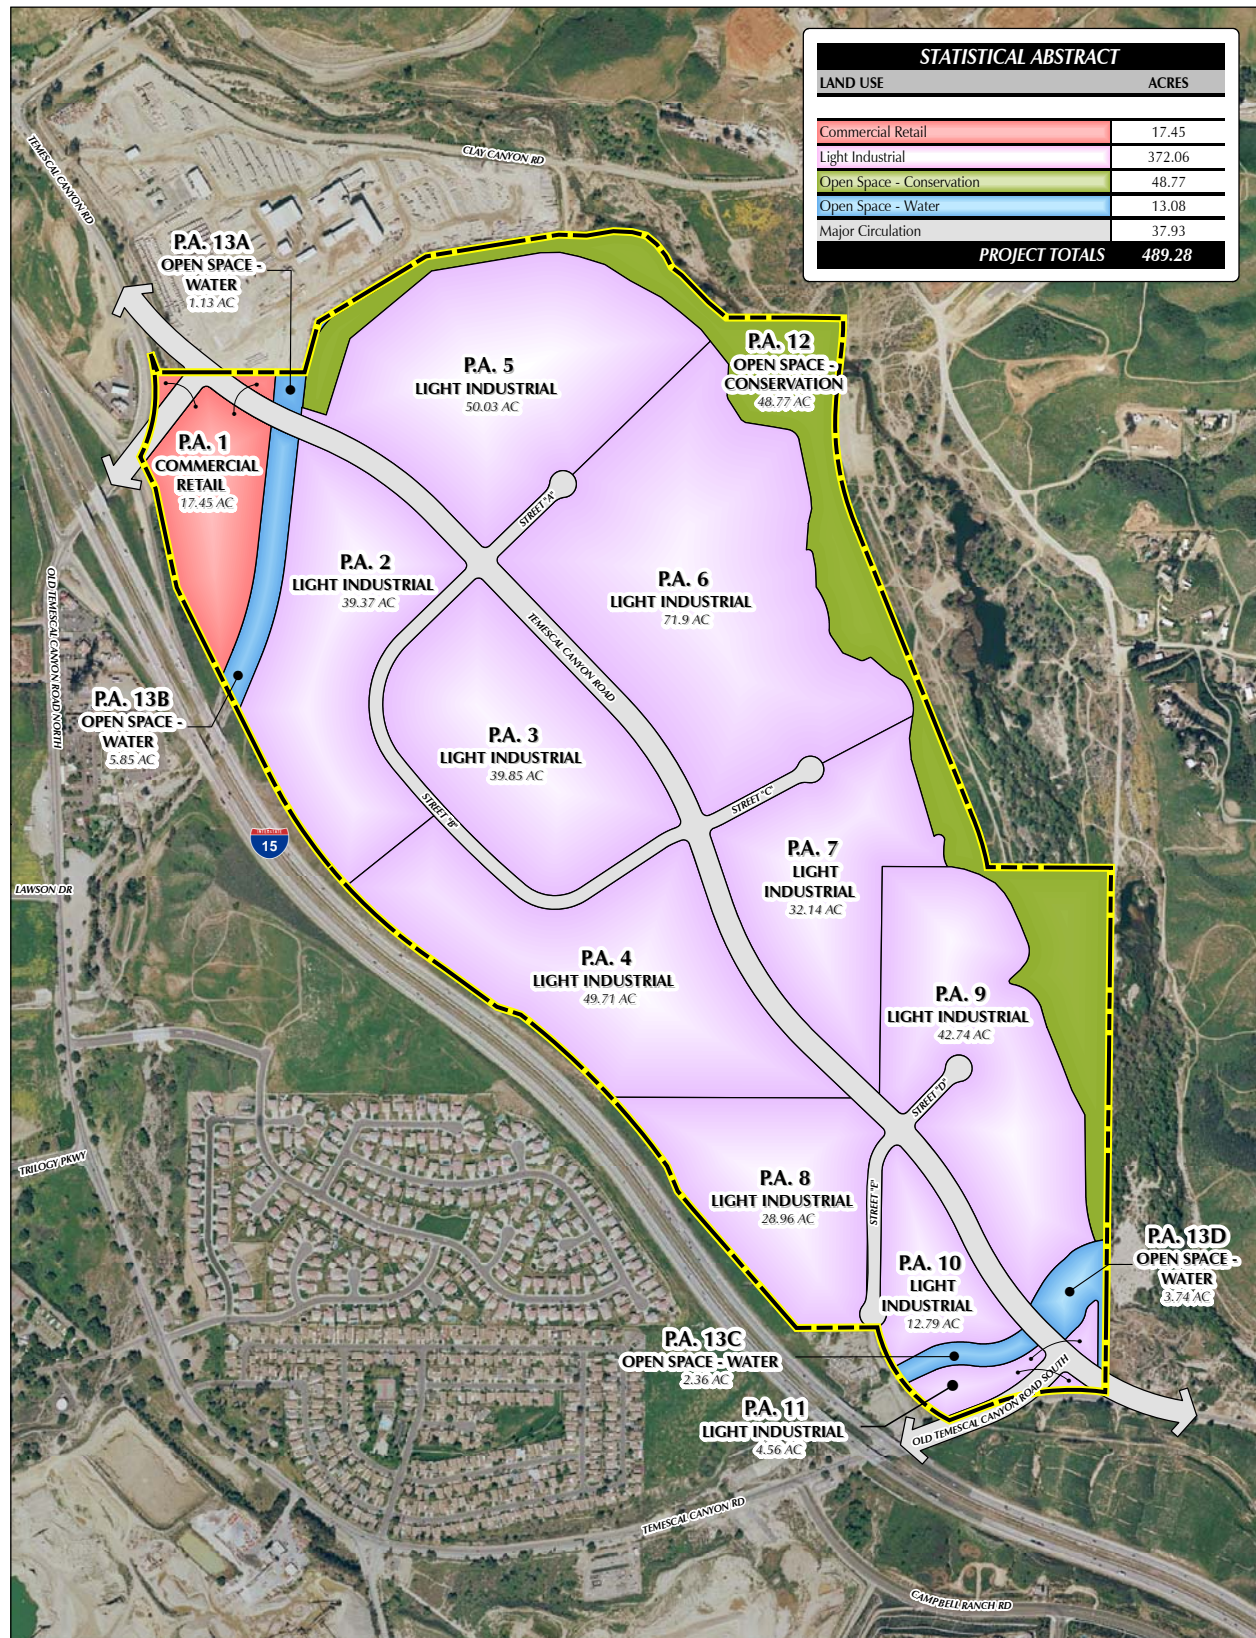 STATISTICAL ABSTRACT
LAND USE ACRES
Commercial Retail 17.45
Light Industrial 372.06
Open Space - Conservation 48.77
Open Space - Water 13.08
Major Circulation 37.93
PROJECT TOTALS 489.28
TEMESCAL CANYON RD
CLAY CANYON RD
P.A. 13A
OPEN SPACE -
WATER
1.13 AC
P.A. 5
LIGHT INDUSTRIAL
50.03 AC
P.A. 12
OPEN SPACE -
CONSERVATION
48.77 AC
P.A. 1
COMMERCIAL
RETAIL
17.45 AC
STREET "A"
P.A. 2
LIGHT INDUSTRIAL
39.37 AC
P.A. 6
LIGHT INDUSTRIAL
71.9 AC
OLD TEMESCAL CANYON ROAD NORTH
TEMESCAL CANYON ROAD
P.A. 13B
OPEN SPACE -
WATER
5.85 AC
P.A. 3
LIGHT INDUSTRIAL
39.85 AC
STREET "B"
STREET "C"
INTERSTATE
15
P.A. 7
LIGHT
INDUSTRIAL
32.14 AC
LAWSON DR
P.A. 4
LIGHT INDUSTRIAL
49.71 AC
P.A. 9
LIGHT INDUSTRIAL
42.74 AC
STREET "D"
TRILOGY PKWY
P.A. 8
LIGHT INDUSTRIAL
28.96 AC
STREET "E"
P.A. 13D
OPEN SPACE -
WATER
3.74 AC
P.A. 10
LIGHT
INDUSTRIAL
12.79 AC
P.A. 13C
OPEN SPACE - WATER
2.36 AC
P.A. 11
LIGHT INDUSTRIAL
4.56 AC
OLD TEMESCAL CANYON ROAD SOUTH
TEMESCAL CANYON RD
CAMPBELL RANCH RD